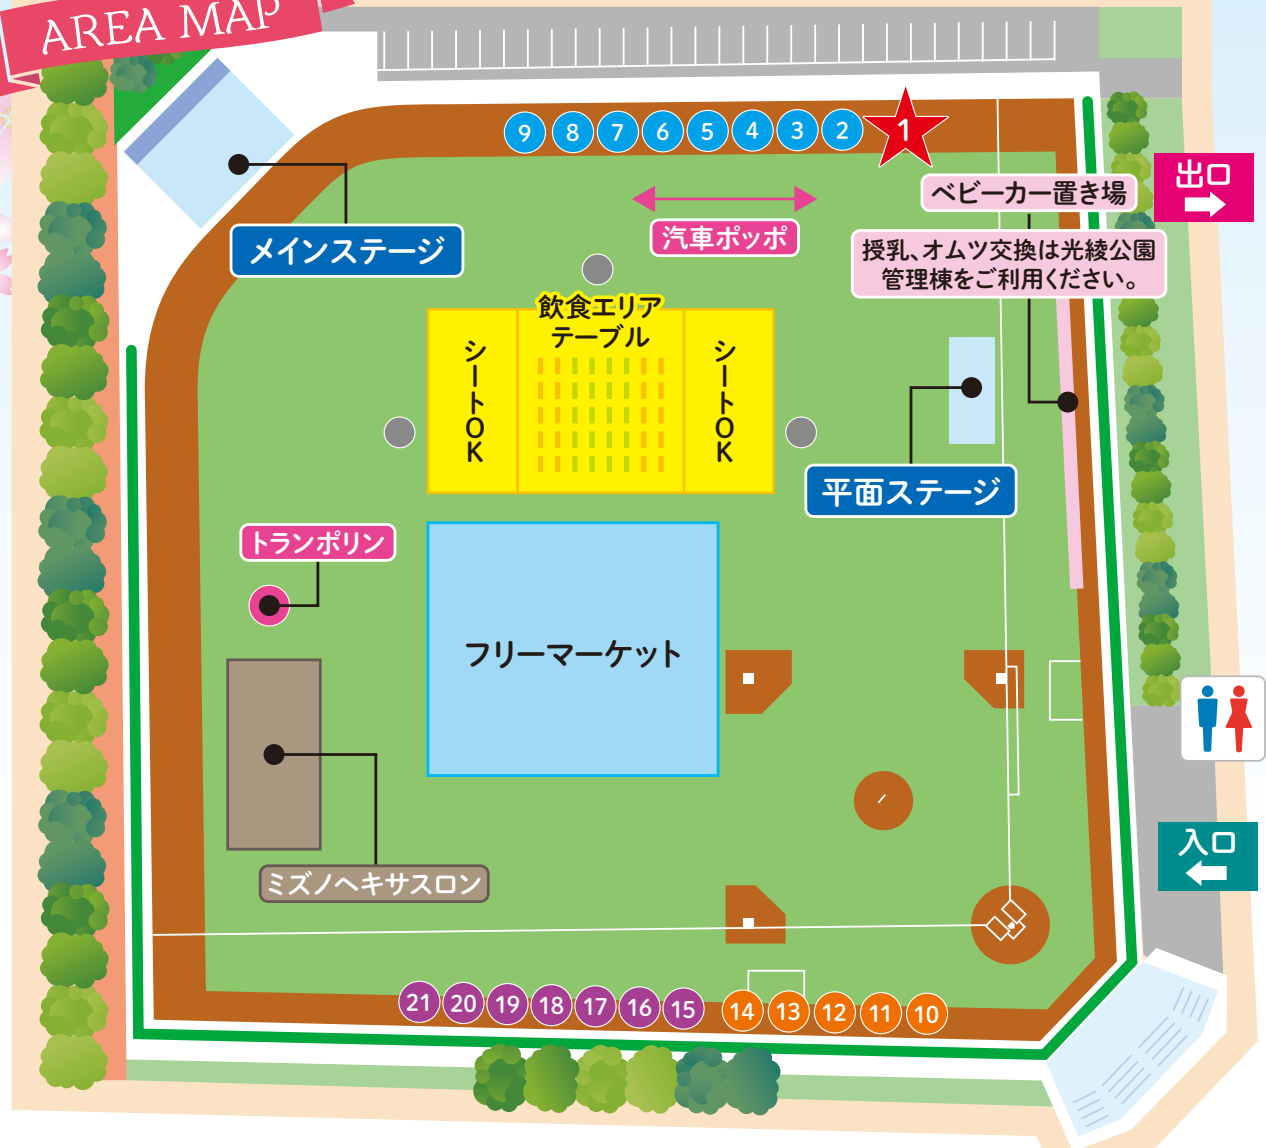 AREA MAP
9 8 7 6 5 4 3 2 1
出口
ベビーカー置き場
汽車ポッポ
メインステージ
授乳、オムツ交換は光綾公園
管理棟をご利用ください。
飲食エリア
テーブル
シートOK
シートOK
平面ステージ
トランポリン
フリーマーケット
入口
ミズノヘキサスロン
21 20 19 18 17 16 15 14 13 12 11 10